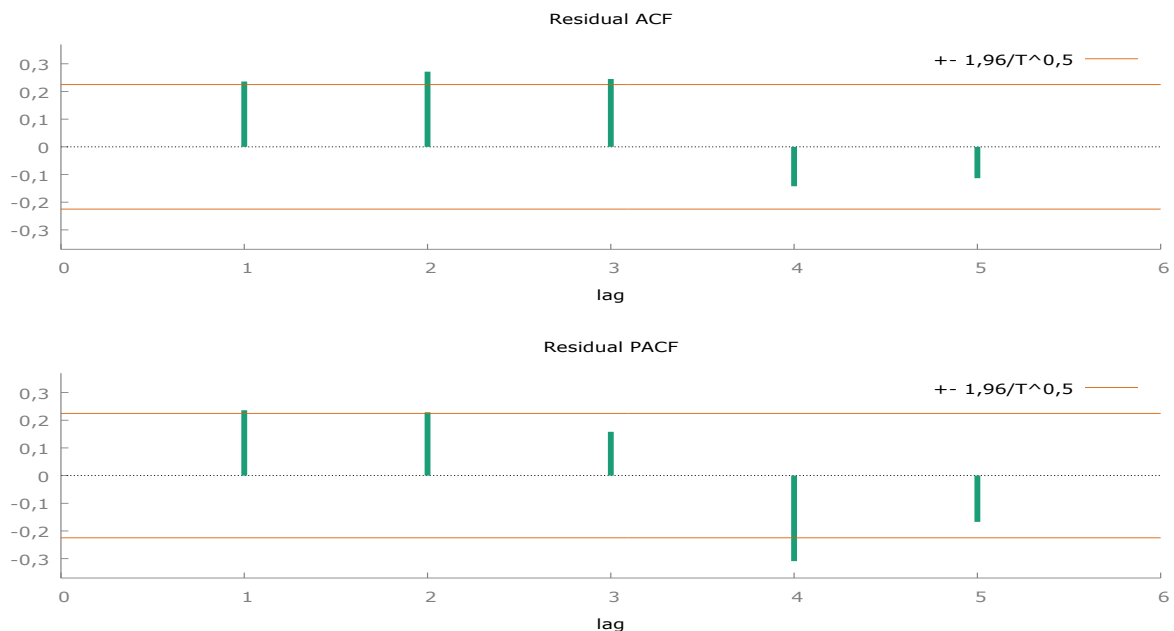 Residual ACF
+- 1,96/T^0,5
0,3
0,2
0,1
0
-0,1
-0,2
-0,3
0 1 2 3 4 5 6
lag
Residual PACF
+- 1,96/T^0,5
0,3
0,2
0,1
0
-0,1
-0,2
-0,3
0 1 2 3 4 5 6
lag